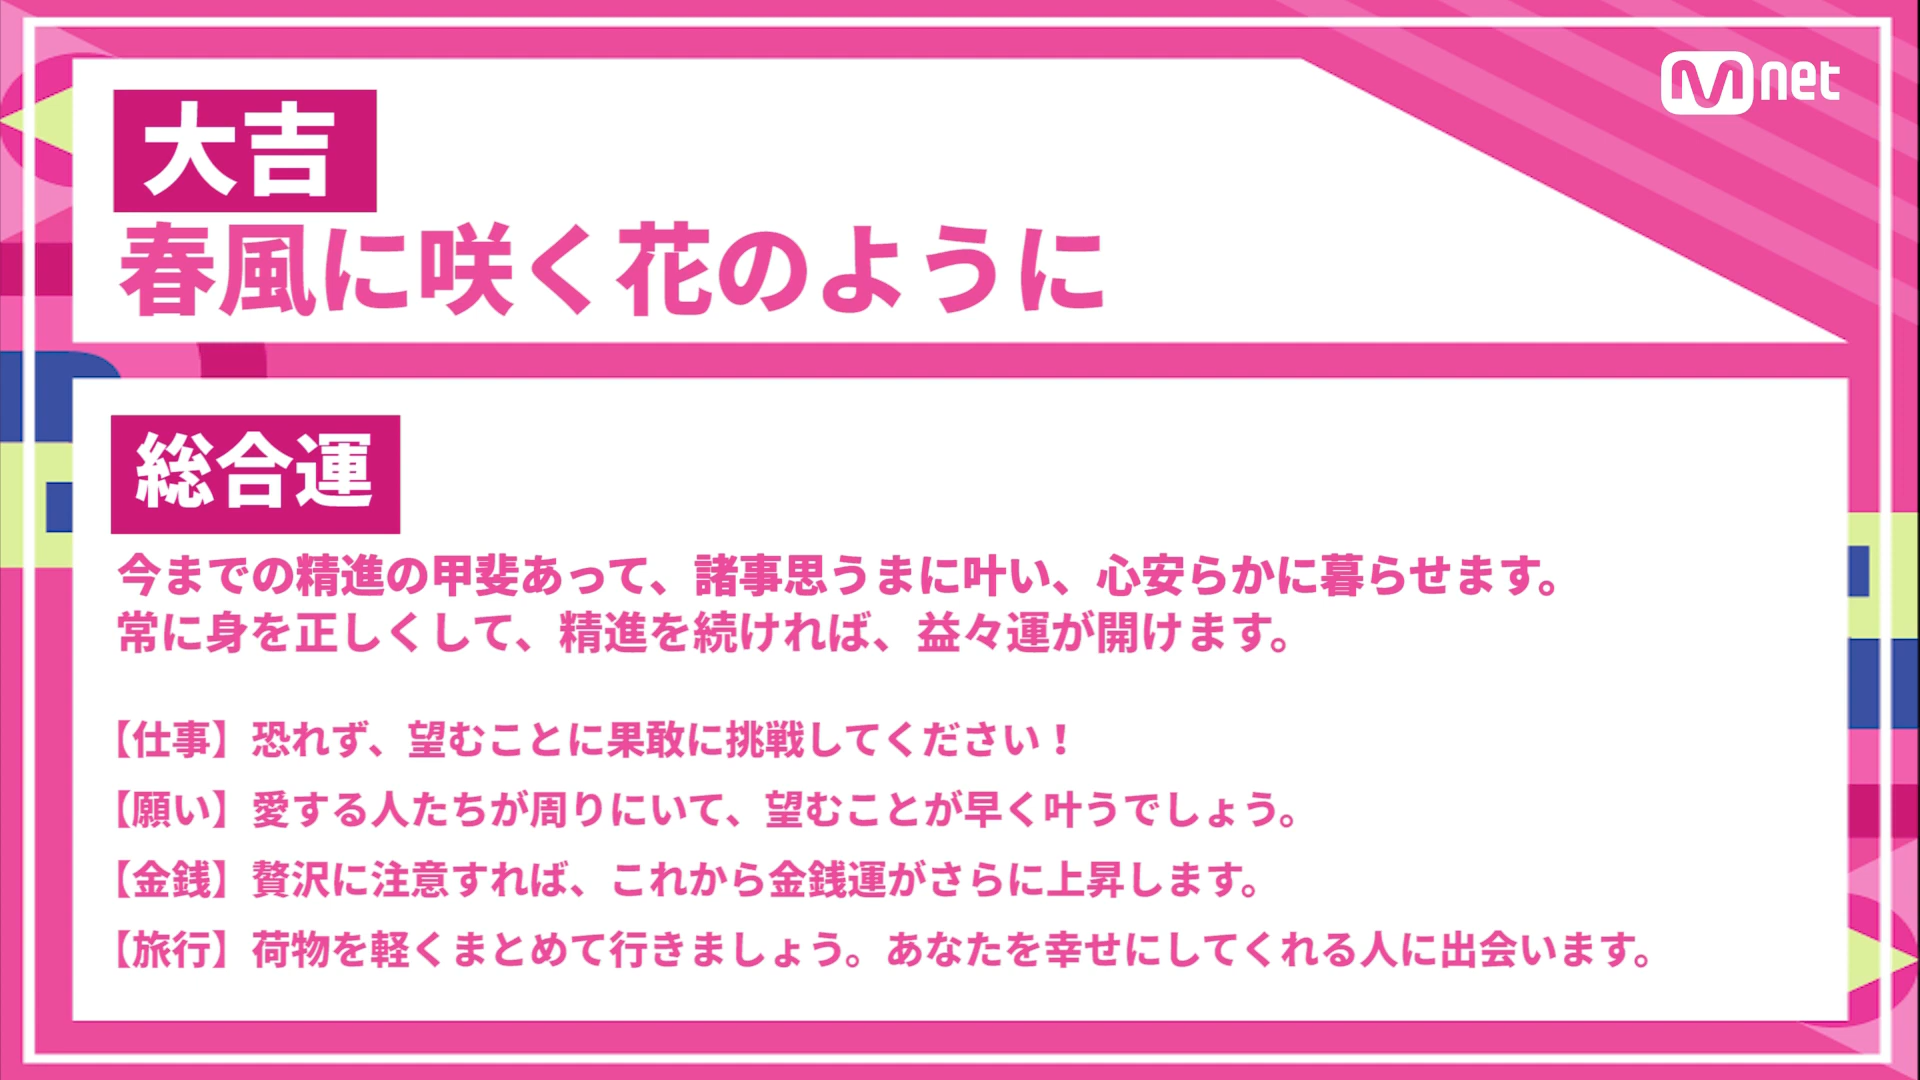 Mnet
大吉
春風に咲く花のように
総合運
今までの精進の甲斐あって、諸事思うまに叶い、心安らかに暮らせます。
常に身を正しくして、精進を続ければ、益々運が開けます。
【仕事】恐れず、望むことに果敢に挑戦してください！
【願い】愛する人たちが周りにいて、望むことが早く叶うでしょう。
【金銭】贅沢に注意すれば、これから金銭運がさらに上昇します。
【旅行】荷物を軽くまとめて行きましょう。あなたを幸せにしてくれる人に出会います。